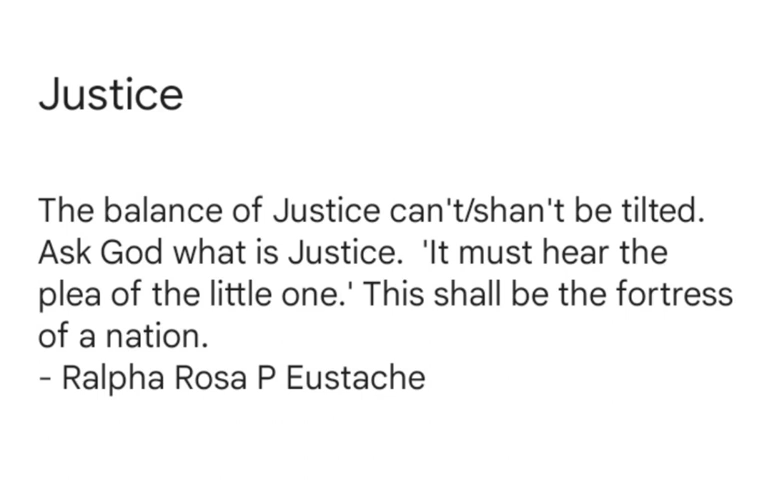 Justice
The balance of Justice can't/shan't be tilted.
Ask God what is Justice.  'It must hear the
plea of the little one.' This shall be the fortress
of a nation.
- Ralpha Rosa P Eustache